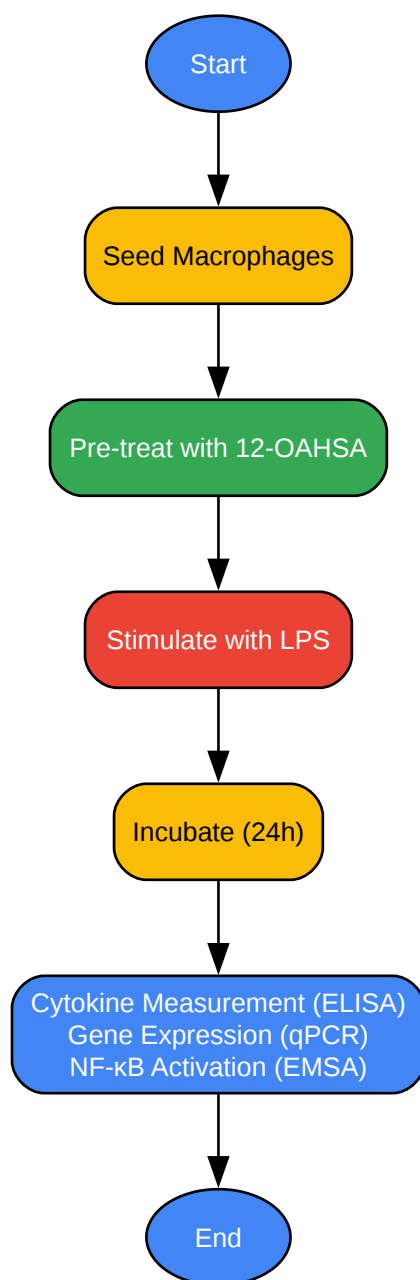 Start
Seed Macrophages
Pre-treat with 12-OAHSA
Stimulate with LPS
Incubate (24h)
Cytokine Measurement (ELISA)
Gene Expression (qPCR)
NF-κB Activation (EMSA)
End